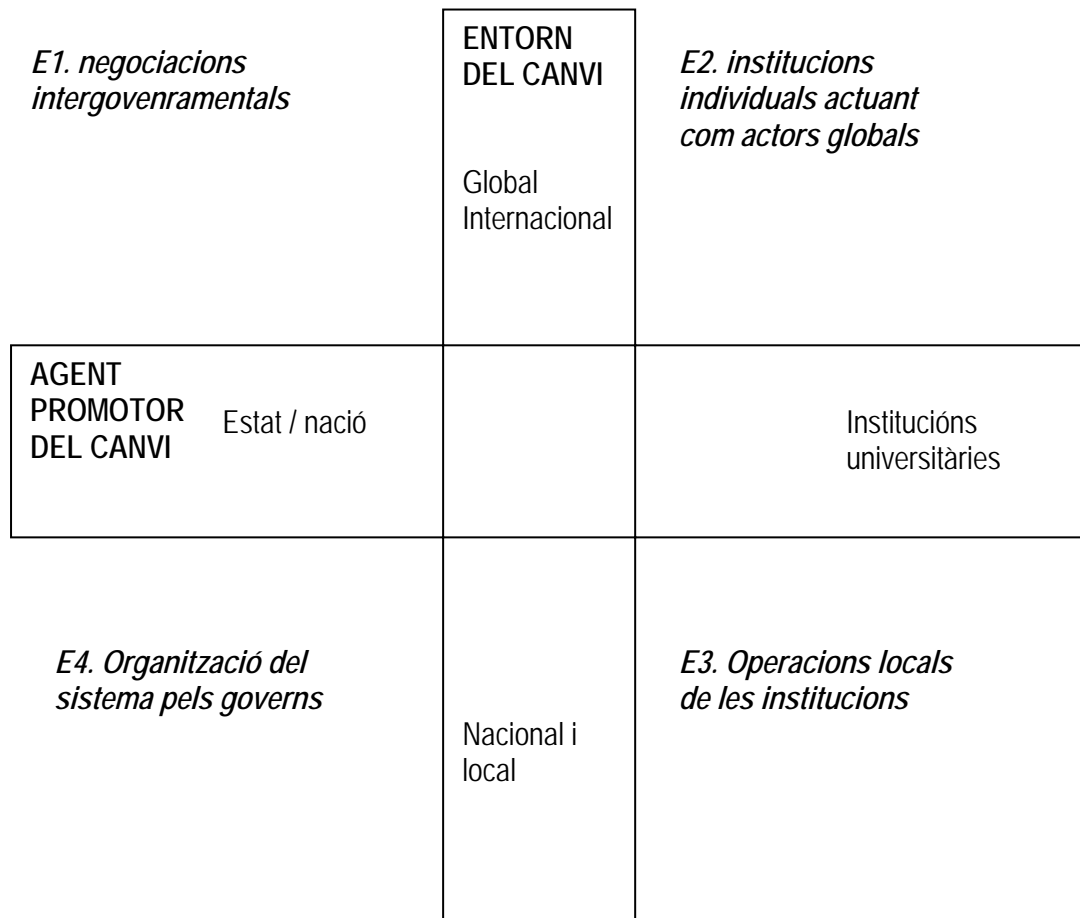 E1. negociacions
intergovenramentals
ENTORN
DEL CANVI
Global
Internacional
E2. institucions
individuals actuant
com actors globals
AGENT
PROMOTOR
DEL CANVI
Estat / nació
Institucións
universitàries
E4. Organització del
sistema pels governs
Nacional i
local
E3. Operacions locals
de les institucions